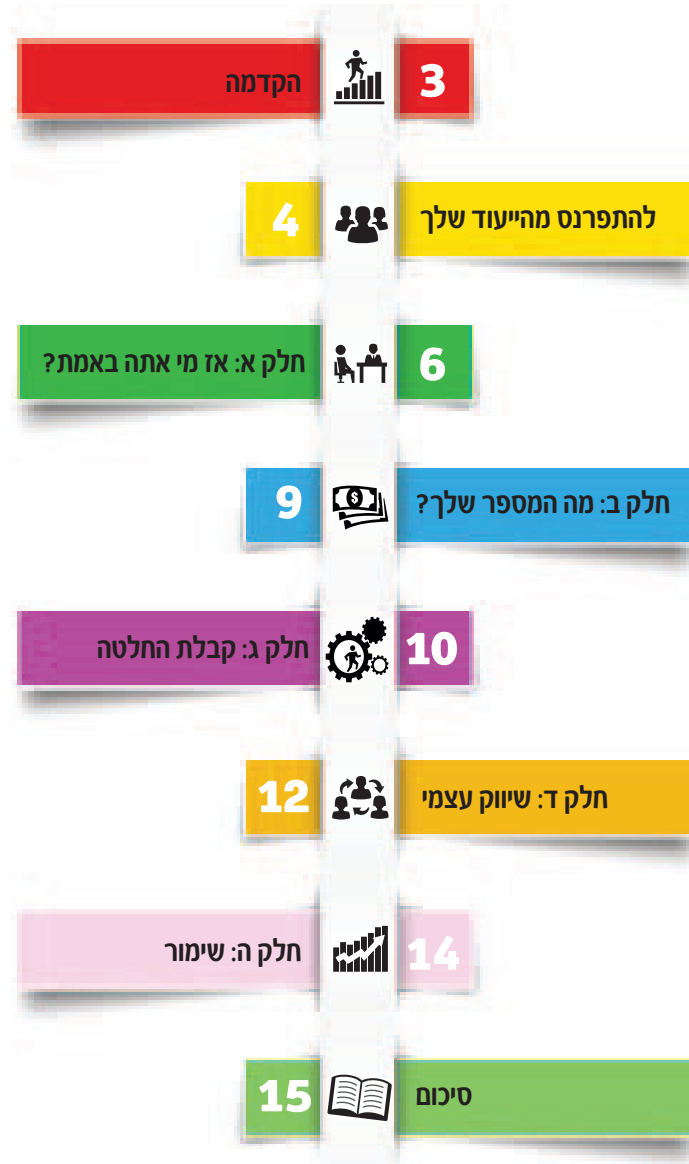 הקדמה 3
להתפרנס מהייעוד שלך 4
חלק א: אז מי אתה באמת? 6
חלק ב: מה המספר שלך? 9
חלק ג: קבלת החלטה 10
חלק ד: שיווק עצמי 12
חלק ה: שימור 14
סיכום 15